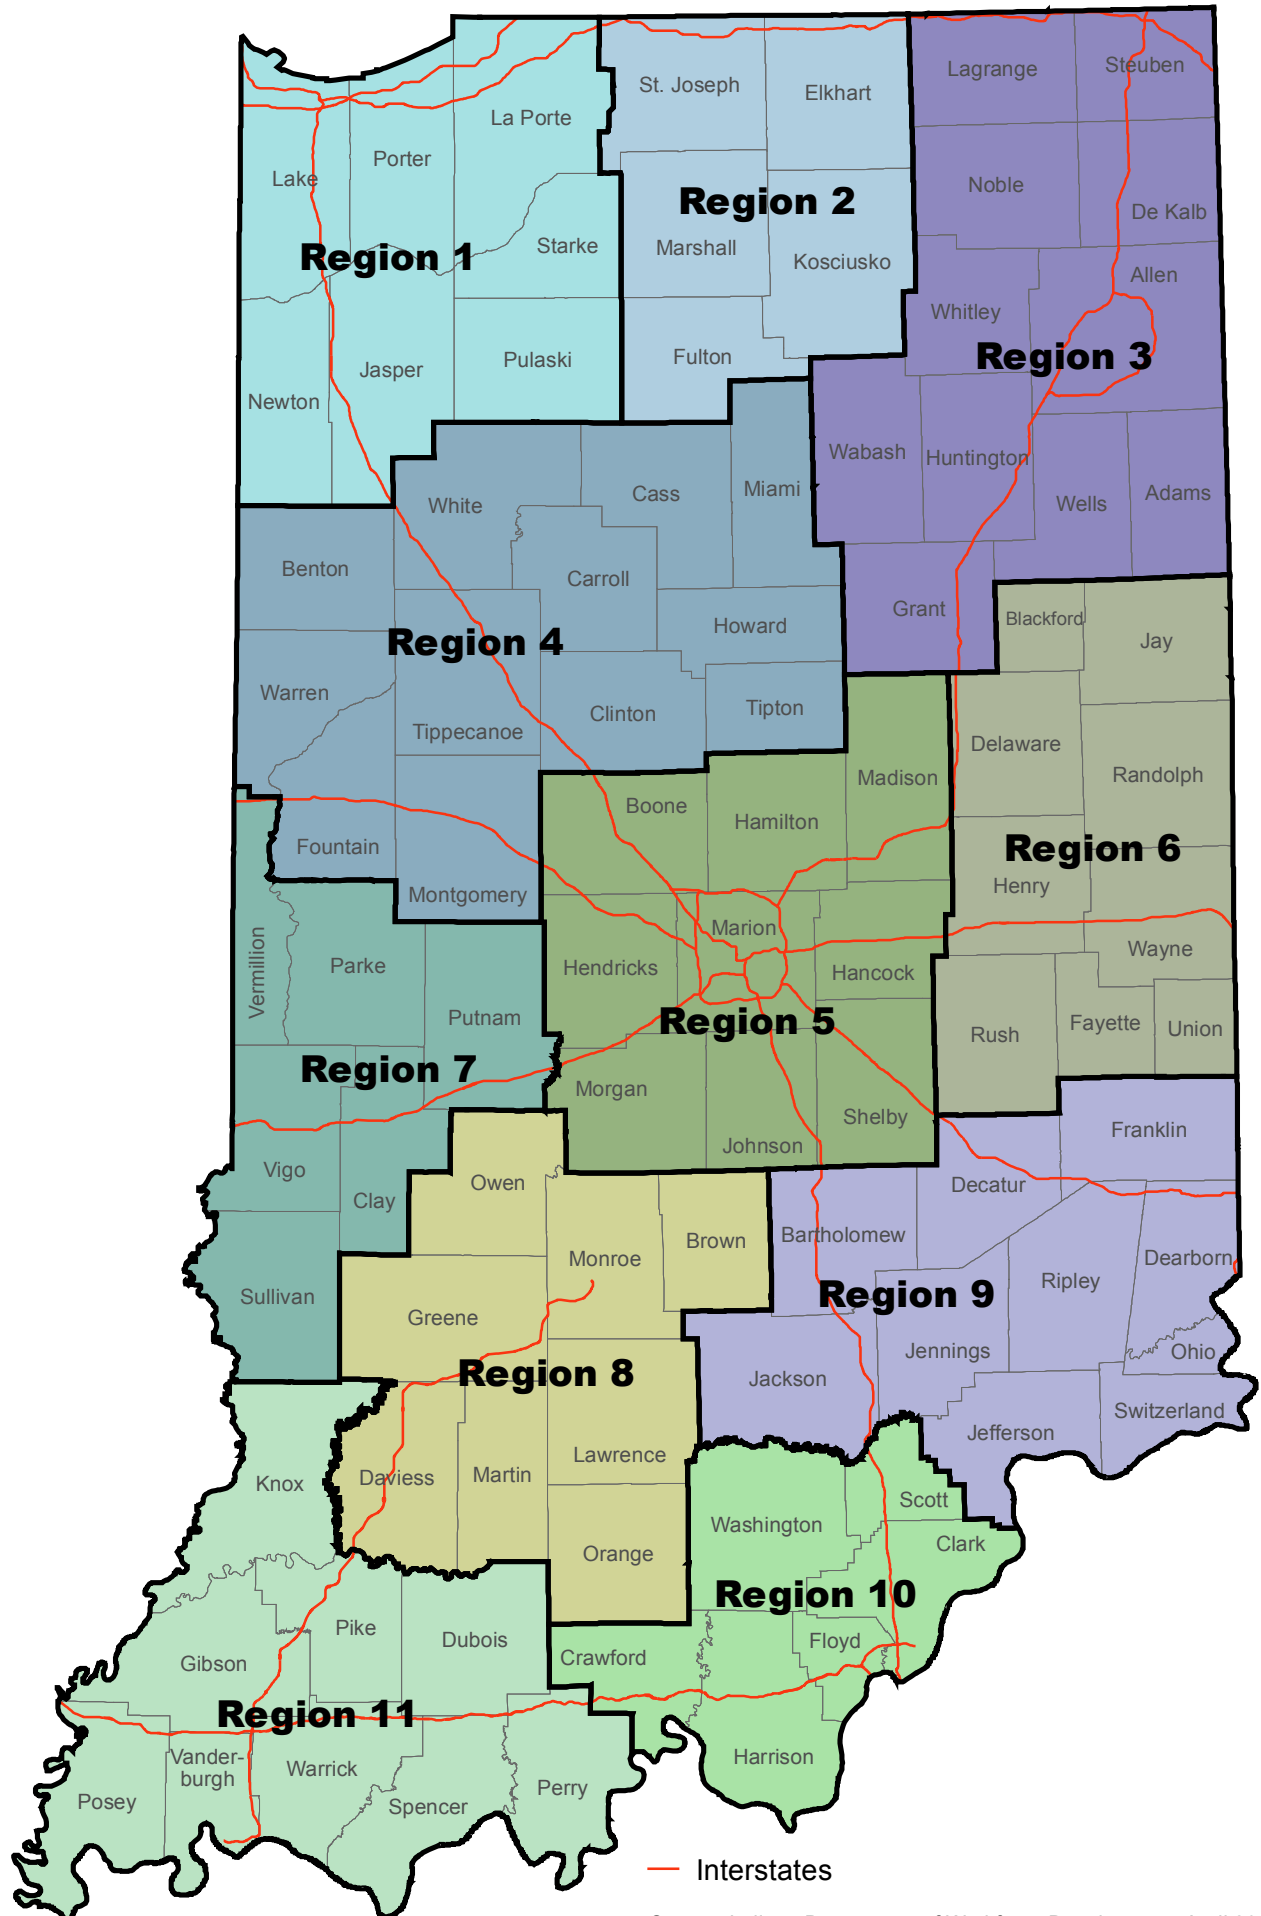 Lagrange
Steuben
St. Joseph
Elkhart
La Porte
Porter
Lake
Noble
De Kalb
Region 2
Starke
Marshall
Kosciusko
Region 1
Allen
Whitley
Region 3
Fulton
Pulaski
Jasper
Newton
Wabash
Huntington
Miami
Cass
White
Wells
Adams
Benton
Carroll
Grant
Blackford
Jay
Howard
Region 4
Warren
Clinton
Tipton
Tippecanoe
Delaware
Randolph
Madison
Boone
Hamilton
Fountain
Region 6
Henry
Montgomery
Marion
Wayne
Vermillion
Parke
Hendricks
Hancock
Putnam
Region 5
Rush
Fayette
Union
Region 7
Morgan
Shelby
Johnson
Franklin
Vigo
Clay
Owen
Decatur
Bartholomew
Brown
Monroe
Dearborn
Sullivan
Greene
Region 9
Ripley
Jennings
Ohio
Region 8
Jackson
Switzerland
Jefferson
Lawrence
Knox
Daviess
Martin
Scott
Washington
Clark
Orange
Region 10
Pike
Dubois
Floyd
Gibson
Crawford
Region 11
Harrison
Vander-
burgh
Warrick
Posey
Spencer
Perry
Interstates